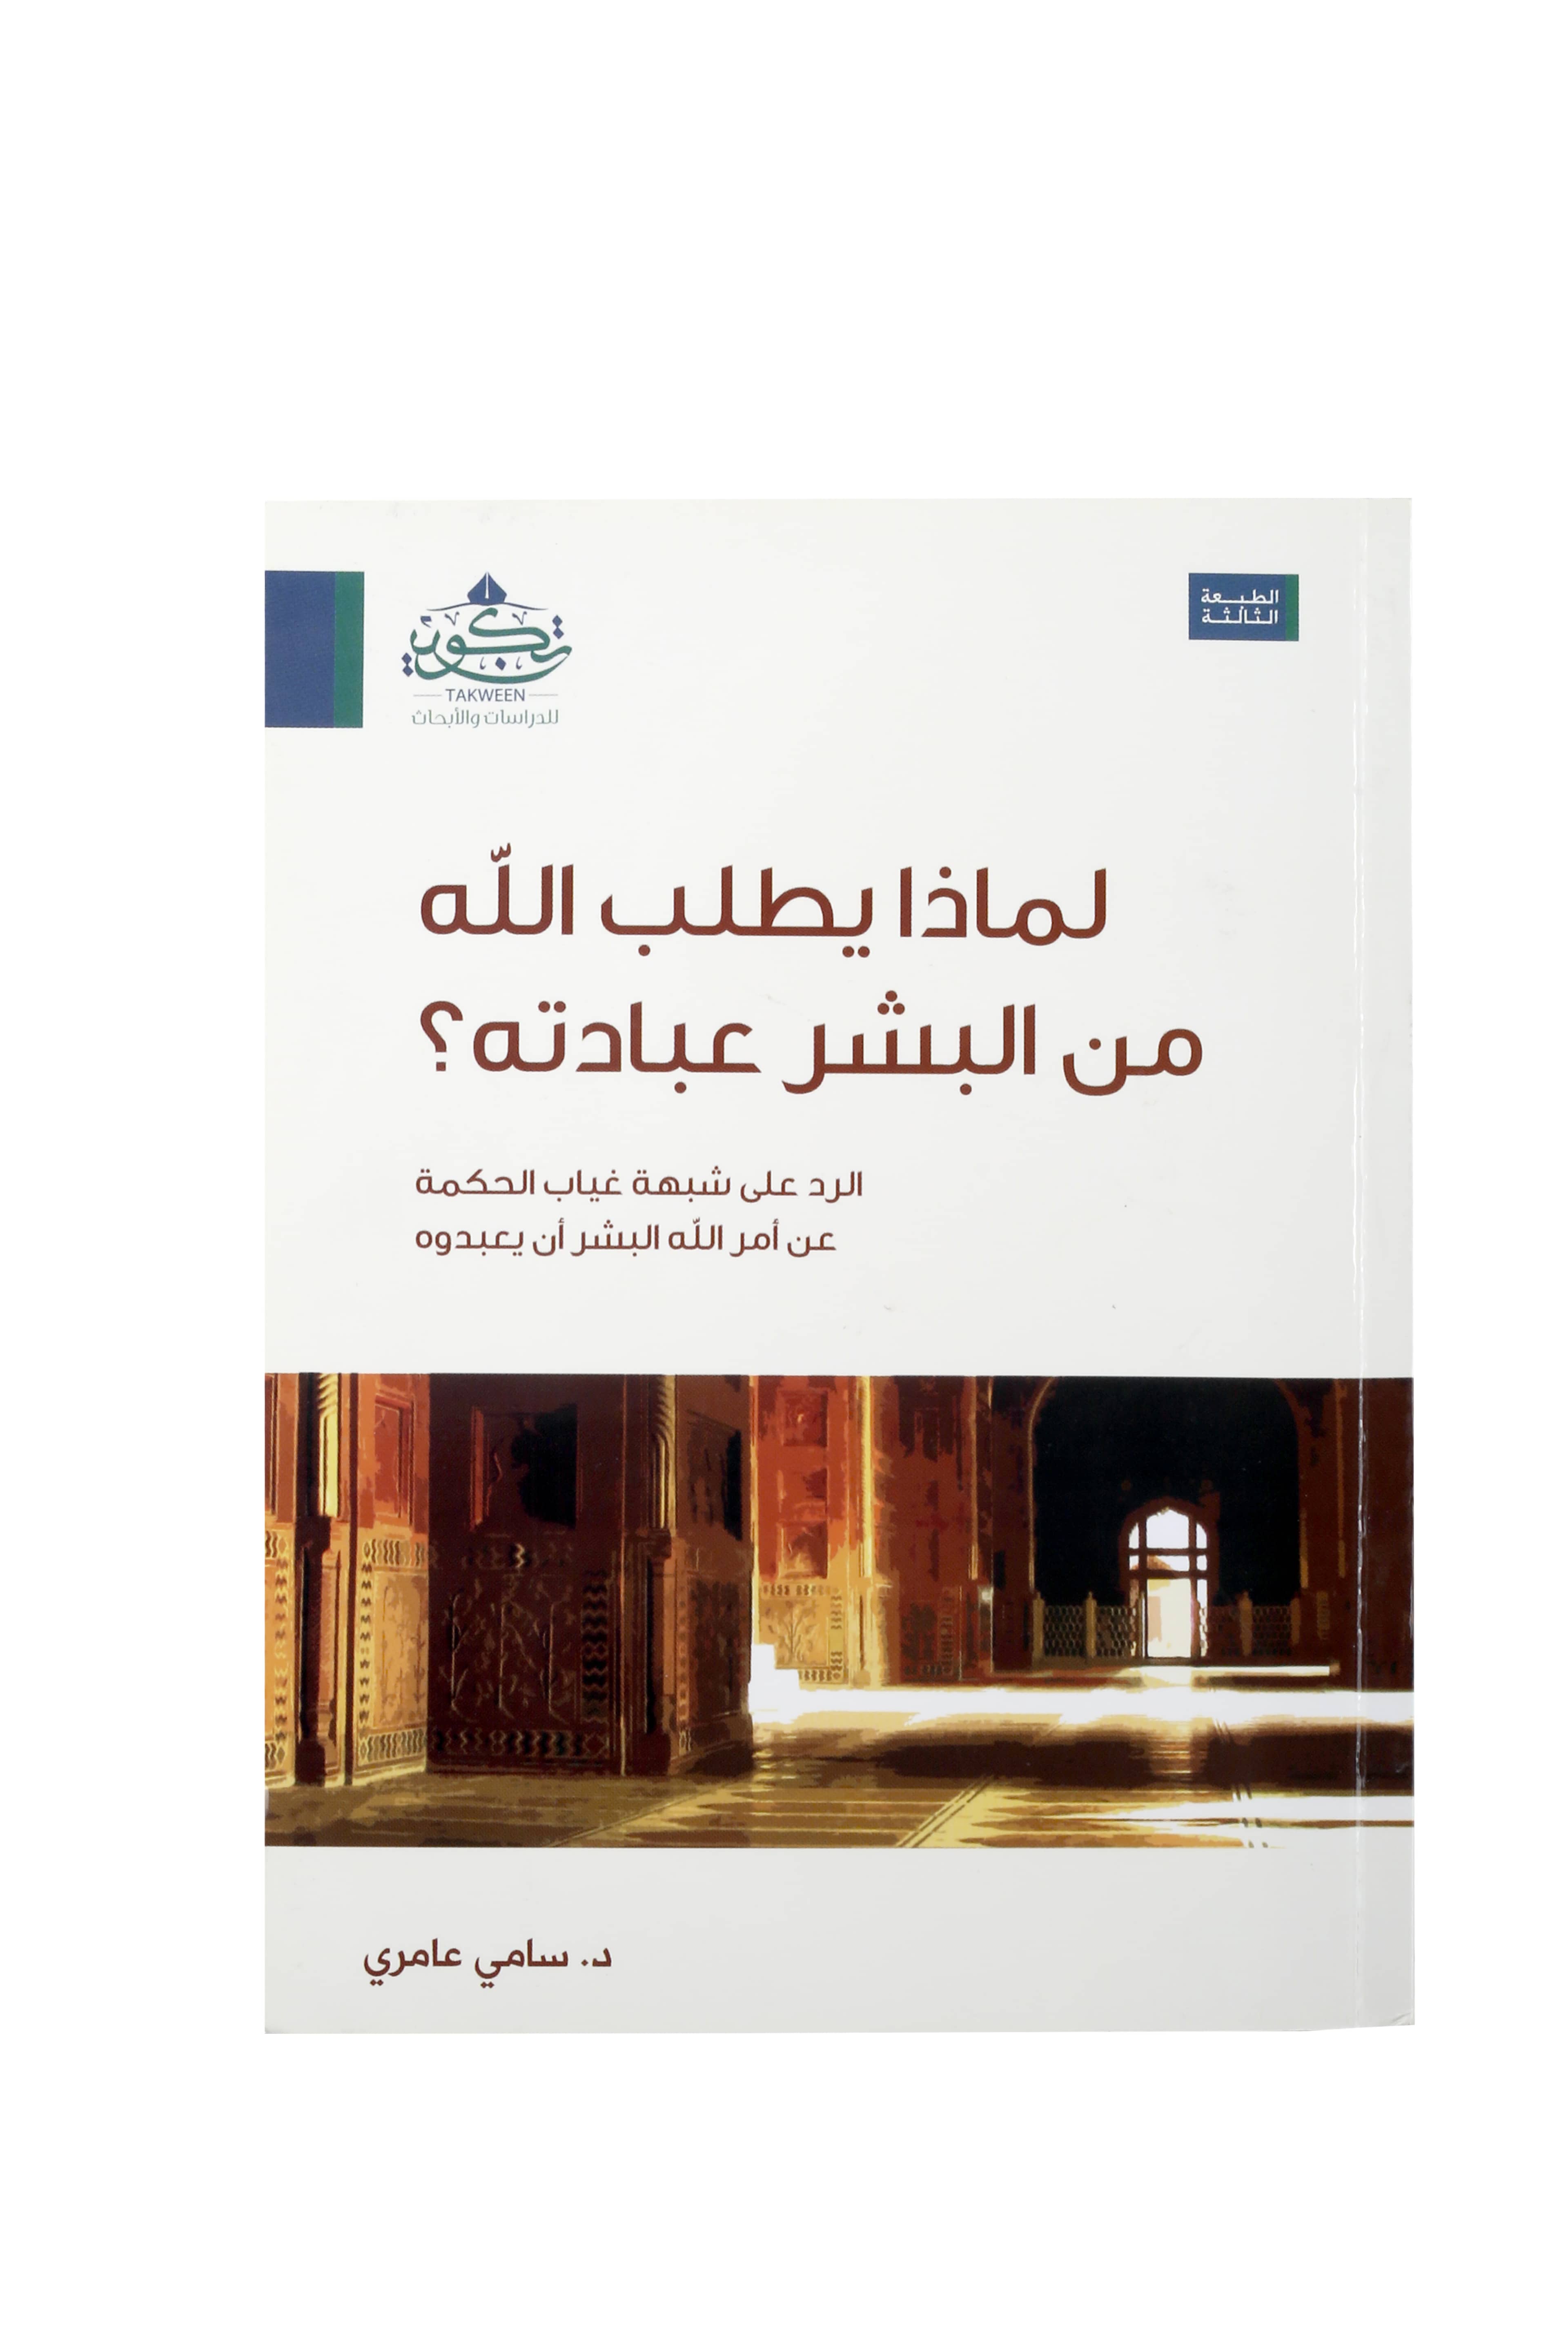 الطبعة
الثالثة
تكوين
TAKWEEN
للدراسات والأبحاث
لماذا يطلب اللّه
من البشر عبادته؟
الرد على شبهة غياب الحكمة
عن أمر اللّه البشر أن يعبدوه
د. سامي عامري